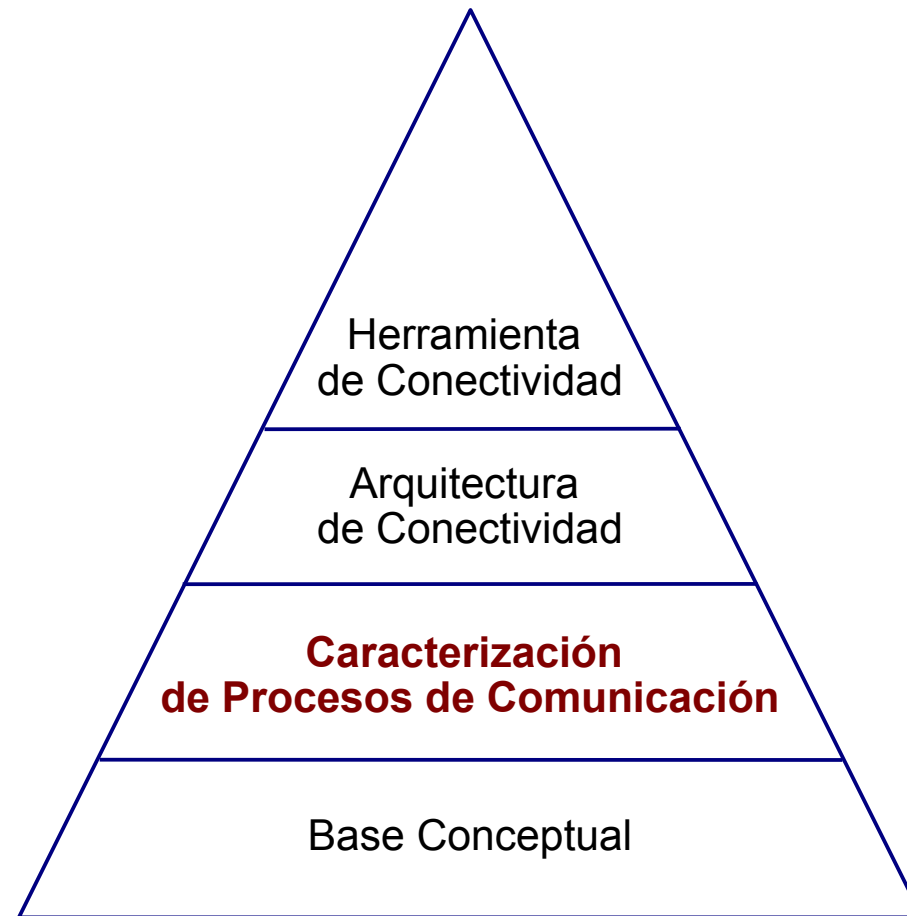 Herramienta
de Conectividad
Arquitectura
de Conectividad
Caracterización
de Procesos de Comunicación
Base Conceptual